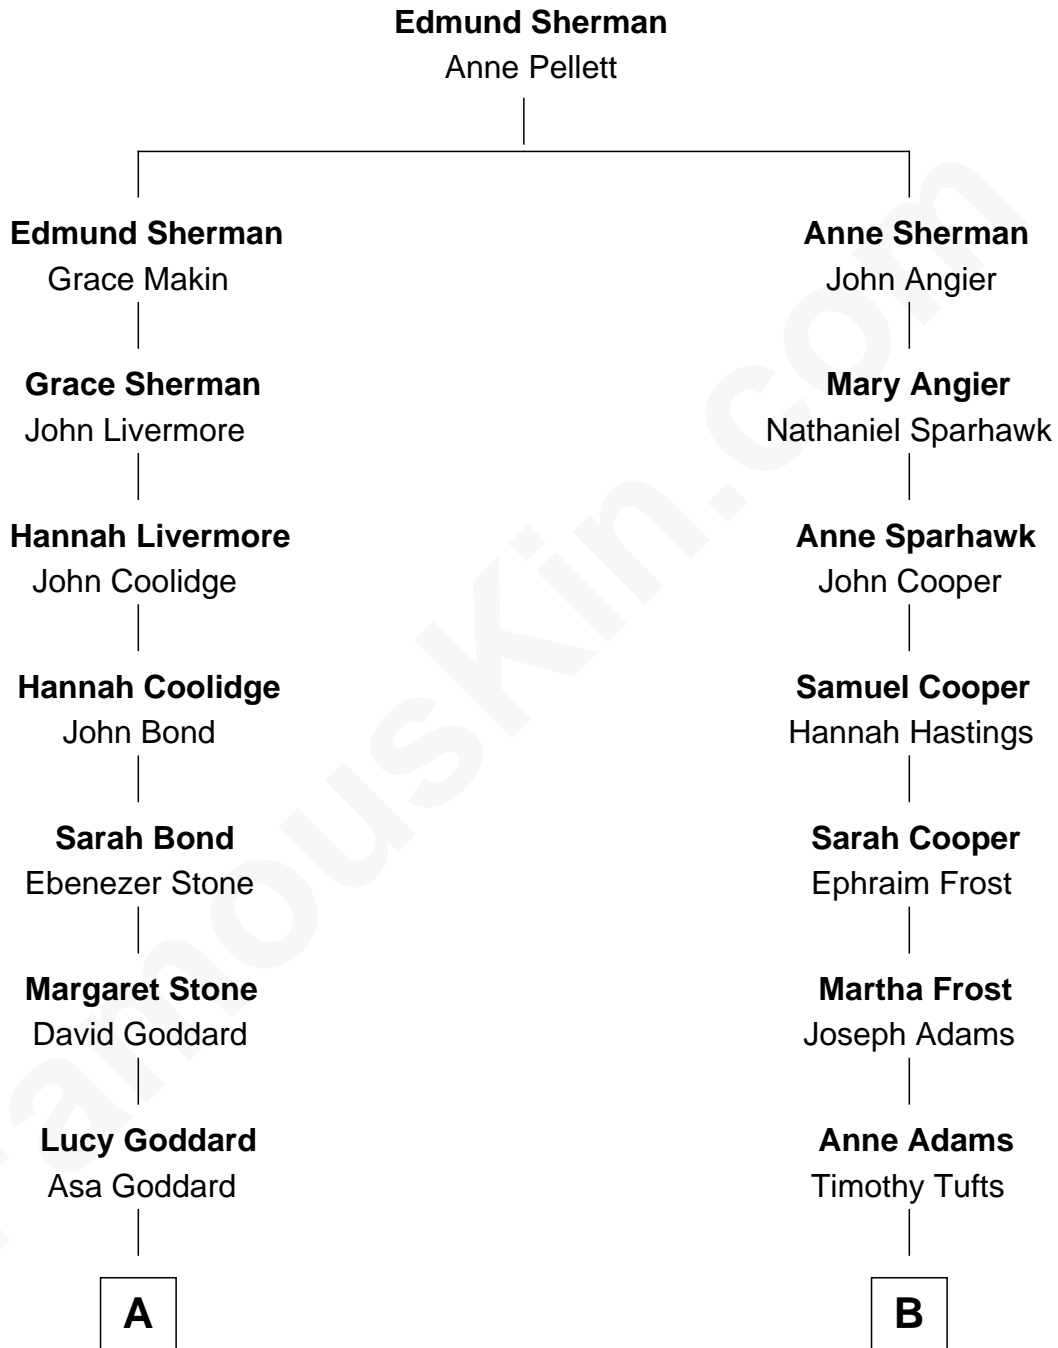 Edmund Sherman
Anne Pellett
Edmund Sherman
Grace Makin
Anne Sherman
John Angier
Grace Sherman
John Livermore
Mary Angier
Nathaniel Sparhawk
Hannah Livermore
John Coolidge
Anne Sparhawk
John Cooper
Hannah Coolidge
John Bond
Samuel Cooper
Hannah Hastings
Sarah Bond
Ebenezer Stone
Sarah Cooper
Ephraim Frost
Margaret Stone
David Goddard
Martha Frost
Joseph Adams
Lucy Goddard
Asa Goddard
Anne Adams
Timothy Tufts
A
B
FamousKin.com